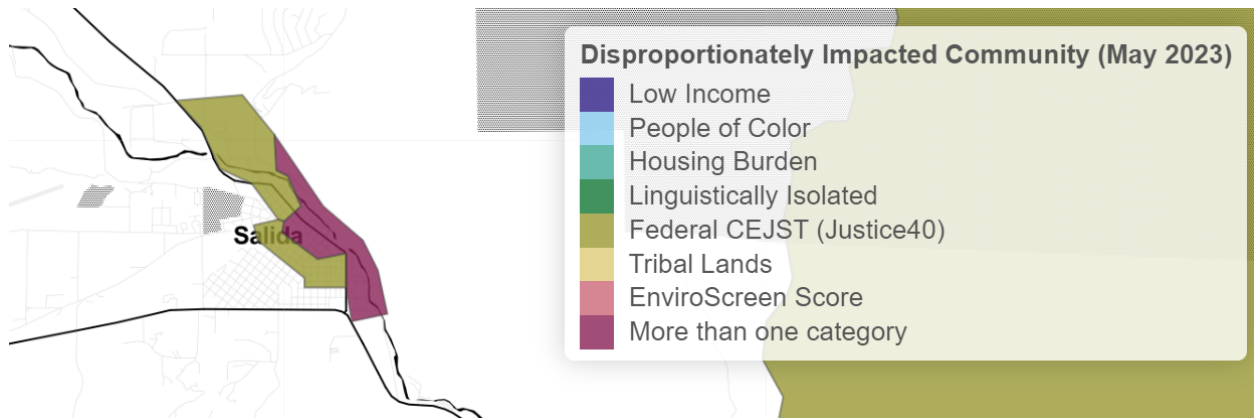 Disproportionately Impacted Community (May 2023)
Low Income
People of Color
Housing Burden
Linguistically Isolated
Federal CEJST (Justice40)
Tribal Lands
EnviroScreen Score
More than one category
Salida